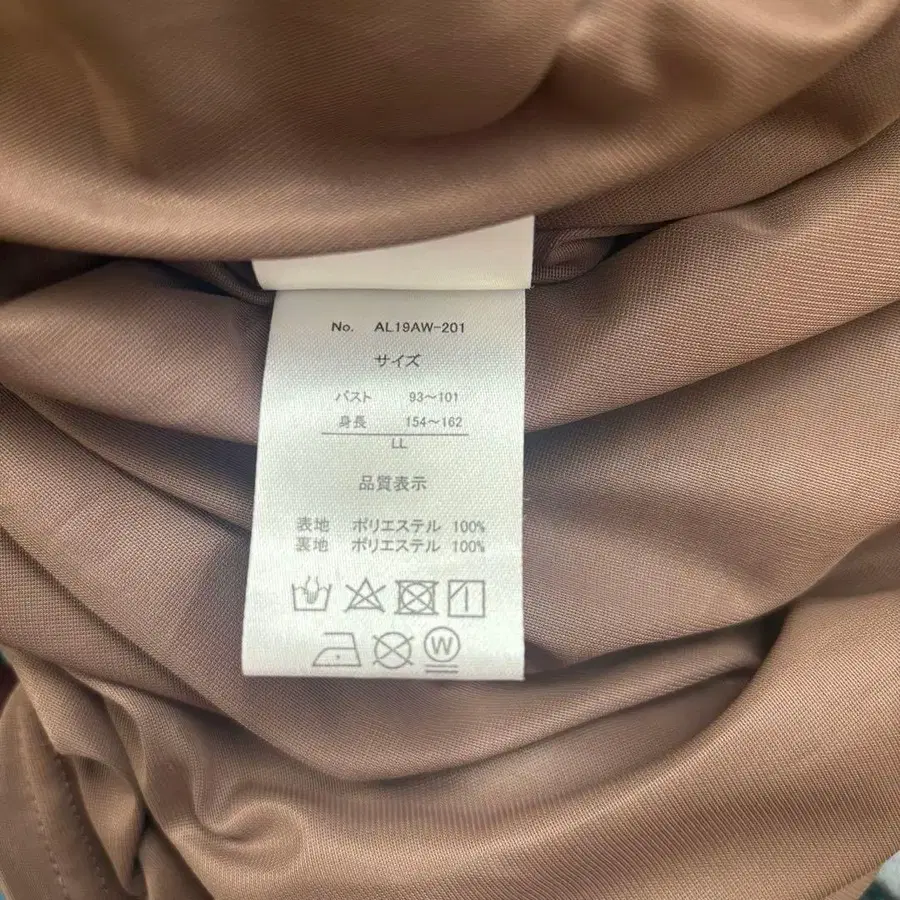 No. AL19AW-201
サイズ
バスト 93～101
身長 154～162
LL
品質表示
表地 ポリエステル 100%
裏地 ポリエステル 100%
W